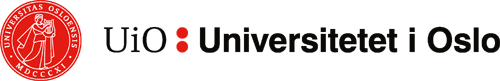 UNIVERSITAS OSLOENSIS
MDCCCXI
UiO : Universitetet i Oslo